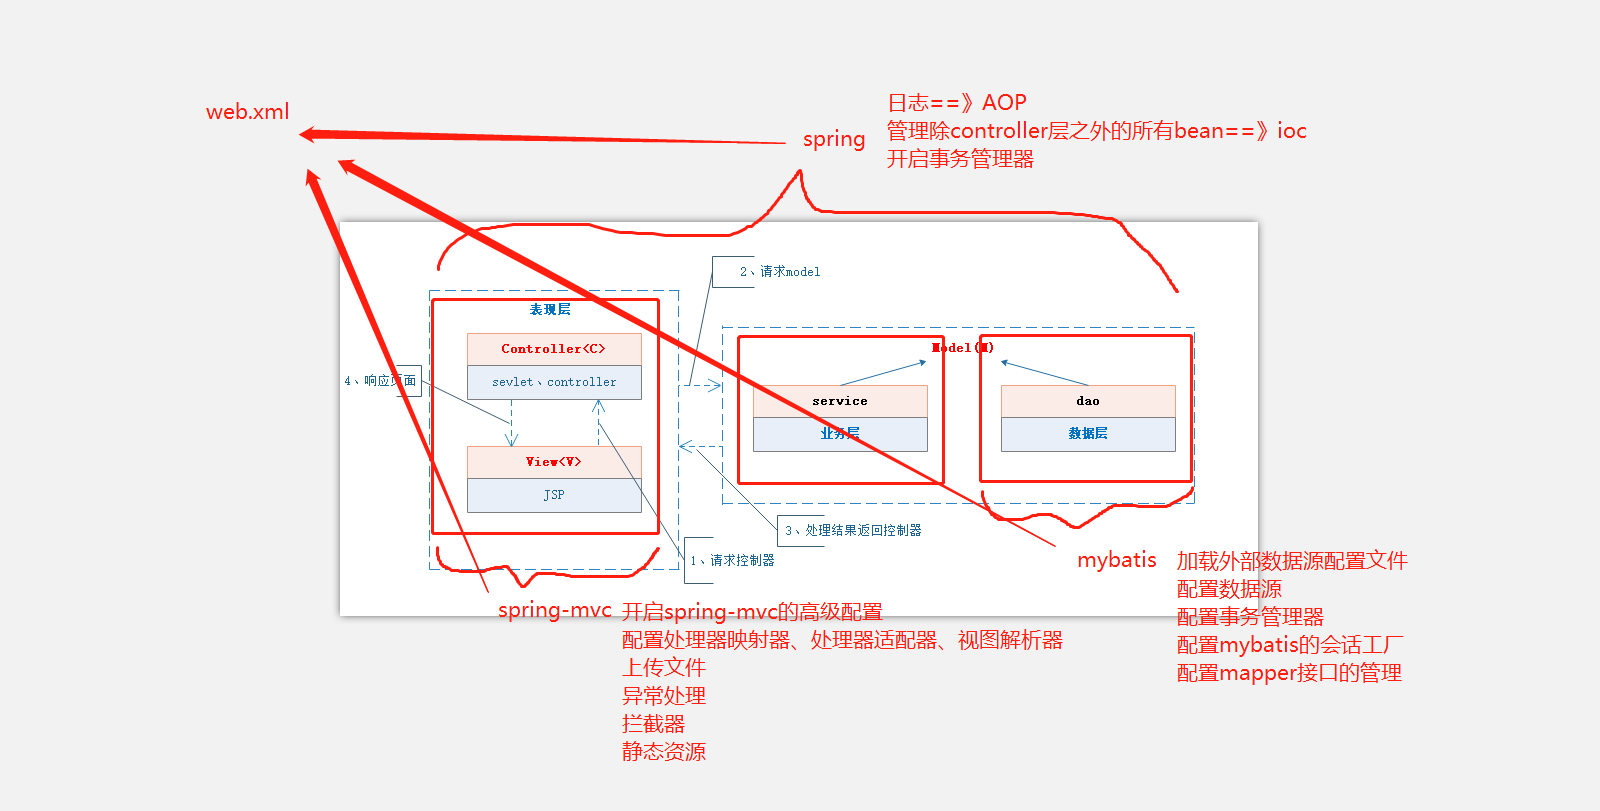 web.xml
spring
日志==》AOP
管理除controller层之外的所有bean==》ioc
开启事务管理器
2、请求model
表现层
Controller<C>
sevlet、controller
4、响应页面
View<V>
JSP
Model(M)
service
业务层
dao
数据层
3、处理结果返回控制器
1、请求控制器
mybatis
加载外部数据源配置文件
配置数据源
配置事务管理器
配置mybatis的会话工厂
配置mapper接口的管理
spring-mvc
开启spring-mvc的高级配置
配置处理器映射器、处理器适配器、视图解析器
上传文件
异常处理
拦截器
静态资源